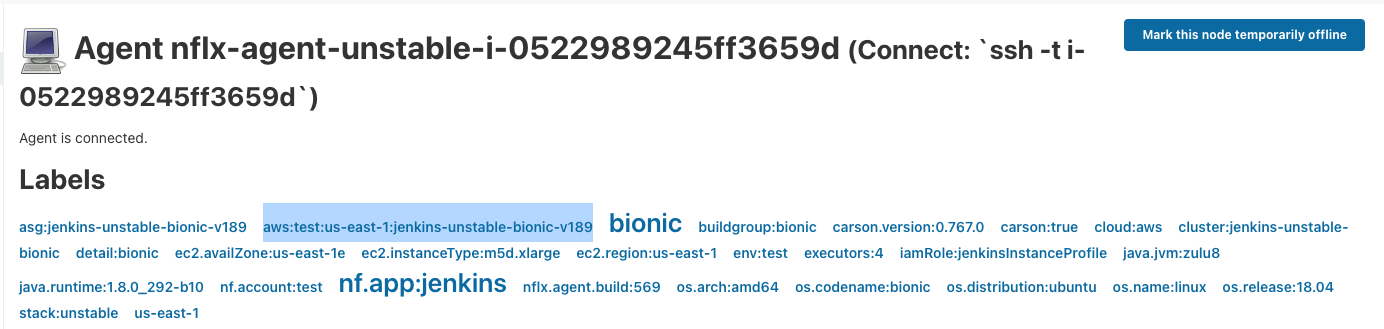 Agent nflx-agent-unstable-i-0522989245ff3659d (Connect: `ssh -t i-
0522989245ff3659d`)
Mark this node temporarily offline
Agent is connected.
Labels
asg:jenkins-unstable-bionic-v189 aws:test:us-east-1:jenkins-unstable-bionic-v189 bionic buildgroup:bionic carson.version:0.767.0 carson:true cloud:aws cluster:jenkins-unstable-
bionic detail:bionic ec2.availZone:us-east-1e ec2.instanceType:m5d.xlarge ec2.region:us-east-1 env:test executors:4 iamRole:jenkinsInstanceProfile java.jvm:zulu8
java.runtime:1.8.0_292-b10 nf.account:test nf.app:jenkins nflx.agent.build:569 os.arch:amd64 os.codename:bionic os.distribution:ubuntu os.name:linux os.release:18.04
stack:unstable us-east-1